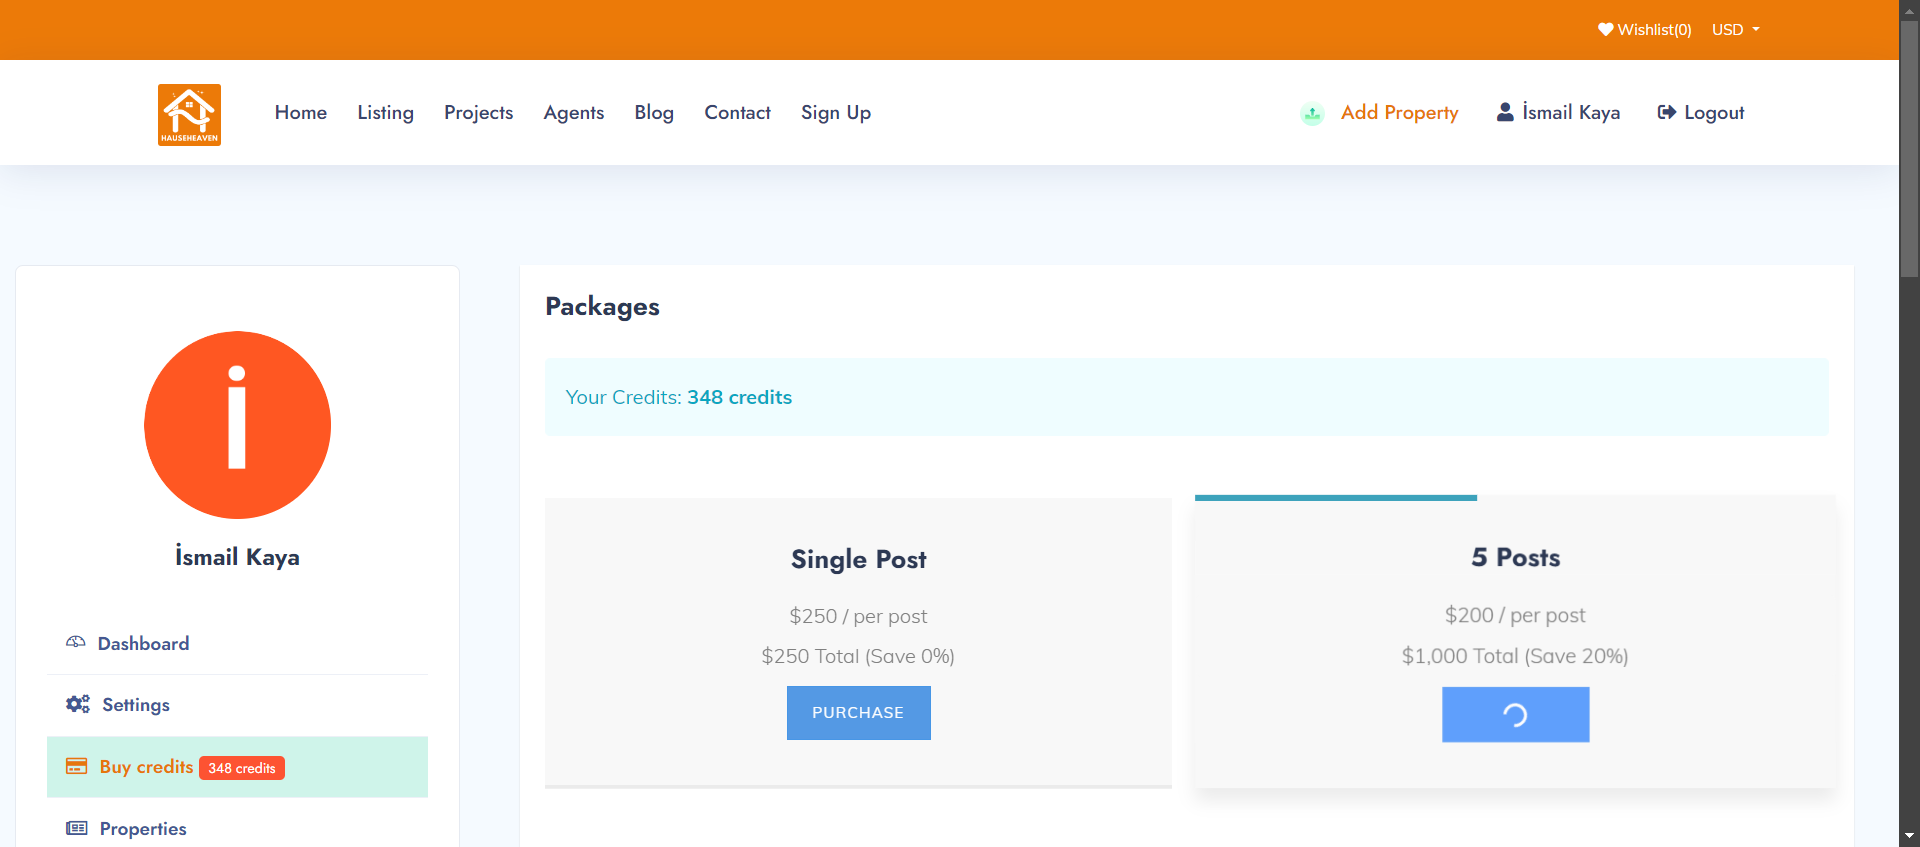 Wishlist(0) USD
HAUSEHEAVEN
Home Listing Projects Agents Blog Contact Sign Up Add Property İsmail Kaya Logout
İ
İsmail Kaya
Dashboard
Settings
Buy credits 348 credits
Properties
Packages
Your Credits: 348 credits
Single Post
$250 / per post
$250 Total (Save 0%)
PURCHASE
5 Posts
$200 / per post
$1,000 Total (Save 20%)